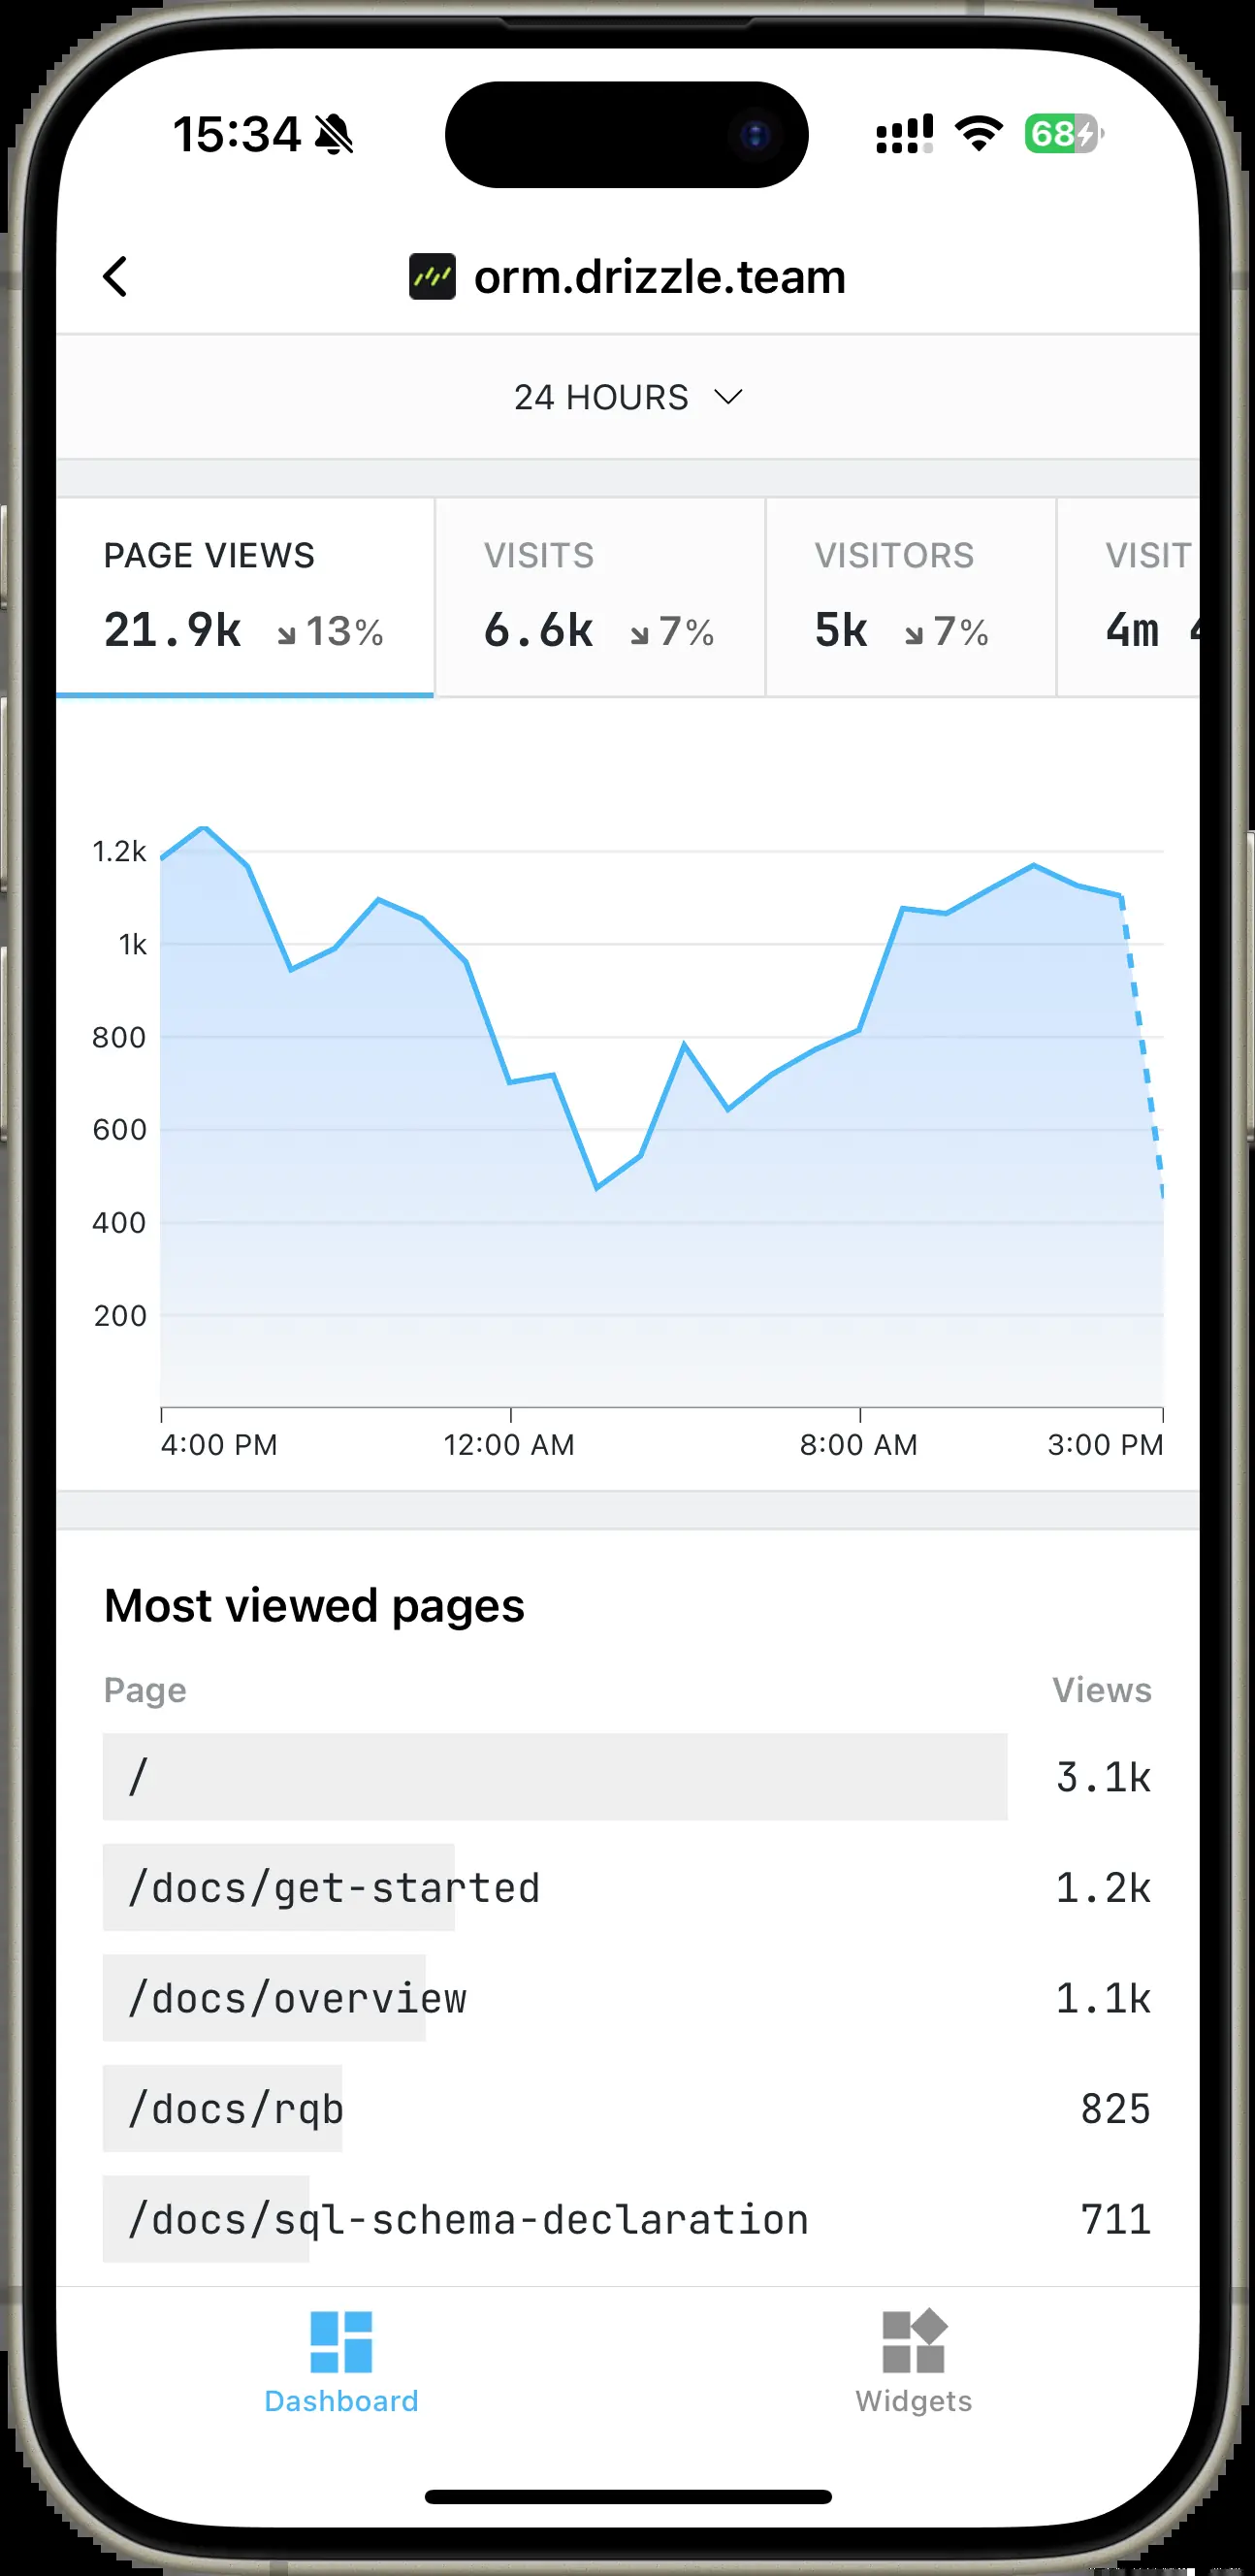 15:34
68
orm.drizzle.team
24 HOURS
PAGE VIEWS VISITS VISITORS VISIT
21.9k 13% 6.6k 7% 5k 7% 4m
1.2k
1k
800
600
400
200
4:00 PM 12:00 AM 8:00 AM 3:00 PM
Most viewed pages
Page Views
/ 3.1k
/docs/get-started 1.2k
/docs/overview 1.1k
/docs/rqb 825
/docs/sql-schema-declaration 711
Dashboard Widgets